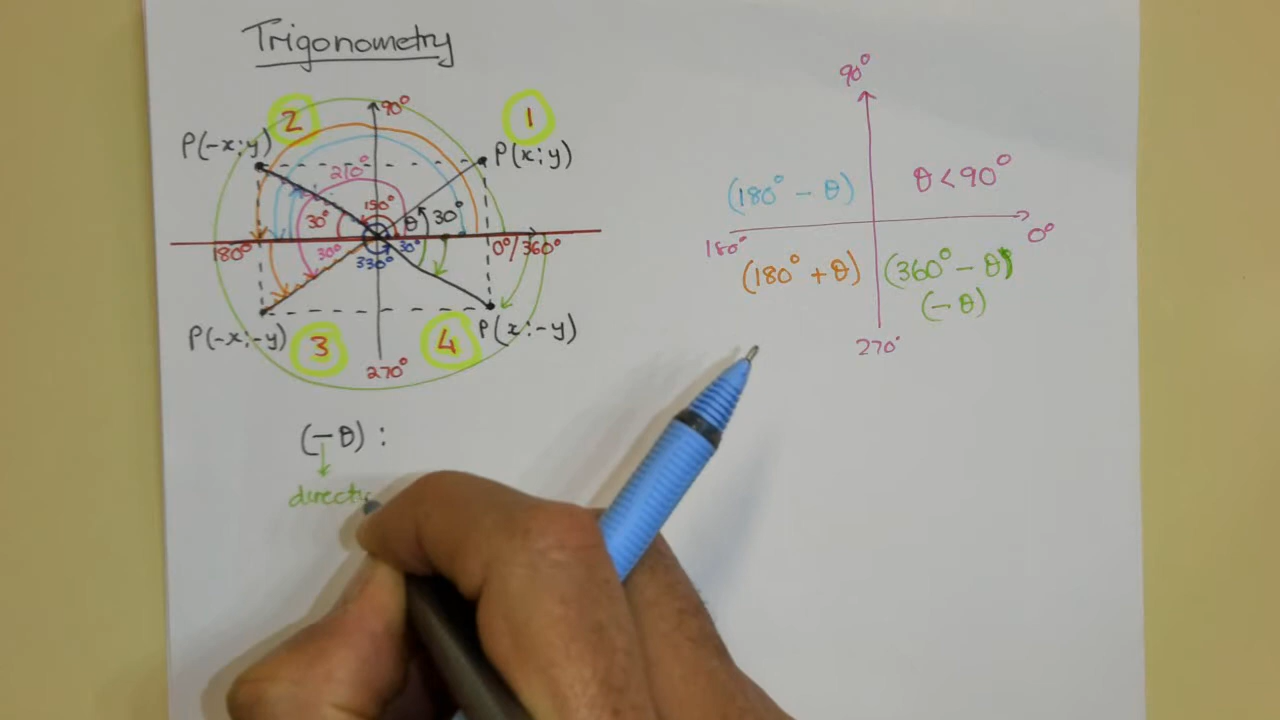 Trigonometry
90°
2
1
P(-x;y)
P(x;y)
210°
150°
30°
θ
30°
180°
0°/360°
30°
30°
330°
P(-x;-y)
3
4
P(x;-y)
270°
(-θ) :
directi
90°
(180° - θ)
θ < 90°
180°
0°
(180° + θ)
(360° - θ)
(-θ)
270°